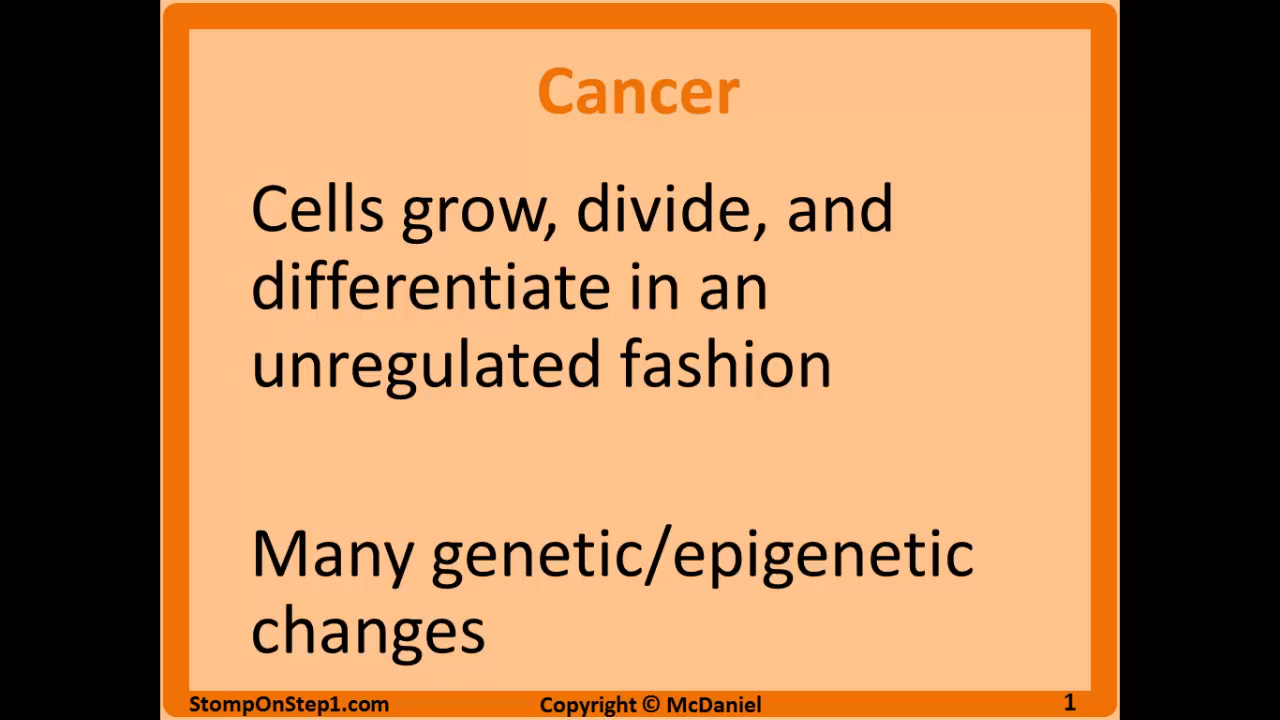 Cancer
Cells grow, divide, and
differentiate in an
unregulated fashion
Many genetic/epigenetic
changes
StompOnStep1.com Copyright © McDaniel 1